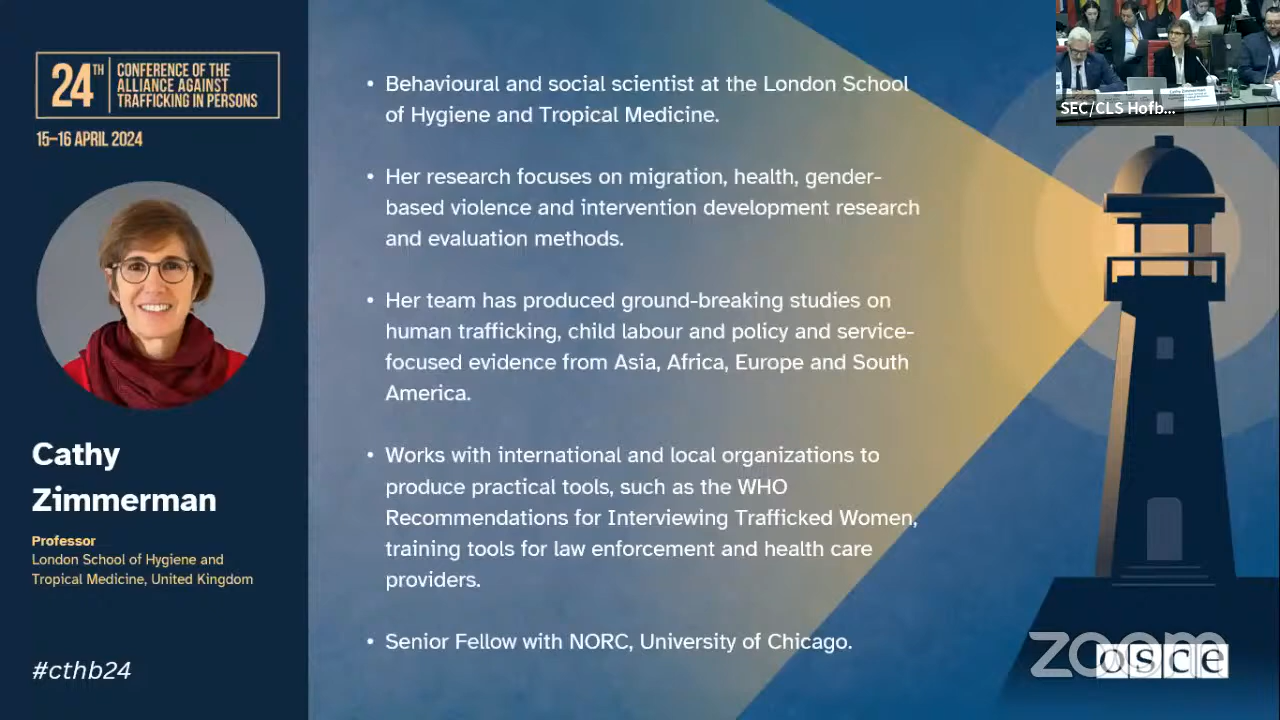 24TH
CONFERENCE OF THE
ALLIANCE AGAINST
TRAFFICKING IN PERSONS
15–16 APRIL 2024
Cathy
Zimmerman
Professor
London School of Hygiene and
Tropical Medicine, United Kingdom
#cthb24
• Behavioural and social scientist at the London School
of Hygiene and Tropical Medicine.
• Her research focuses on migration, health, gender-
based violence and intervention development research
and evaluation methods.
• Her team has produced ground-breaking studies on
human trafficking, child labour and policy and service-
focused evidence from Asia, Africa, Europe and South
America.
• Works with international and local organizations to
produce practical tools, such as the WHO
Recommendations for Interviewing Trafficked Women,
training tools for law enforcement and health care
providers.
• Senior Fellow with NORC, University of Chicago.
SEC/CLS Hofb...
zoom
osce